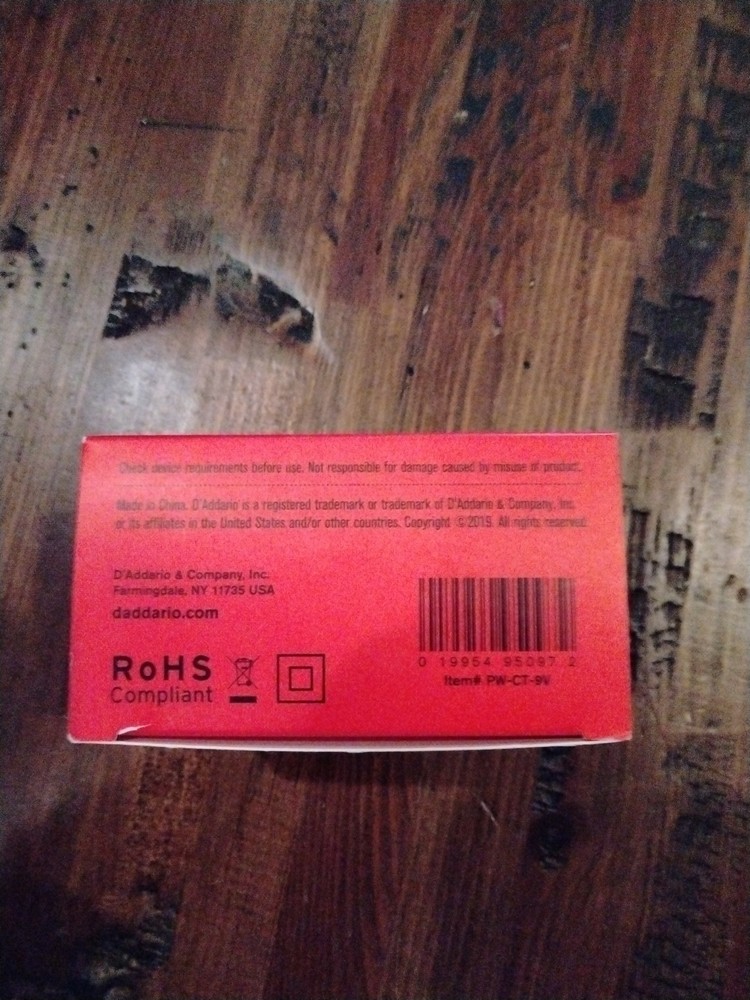 Check device requirements before use. Not responsible for damage caused by misuse of product.
Made in China. D'Addario is a registered trademark or trademark of D'Addario & Company, Inc.
or its affiliates in the United States and/or other countries. Copyright © 2019. All rights reserved.
D'Addario & Company, Inc.
Farmingdale, NY 11735 USA
daddario.com
RoHS
Compliant
0 19954 95097 2
Item# PW-CT-9V